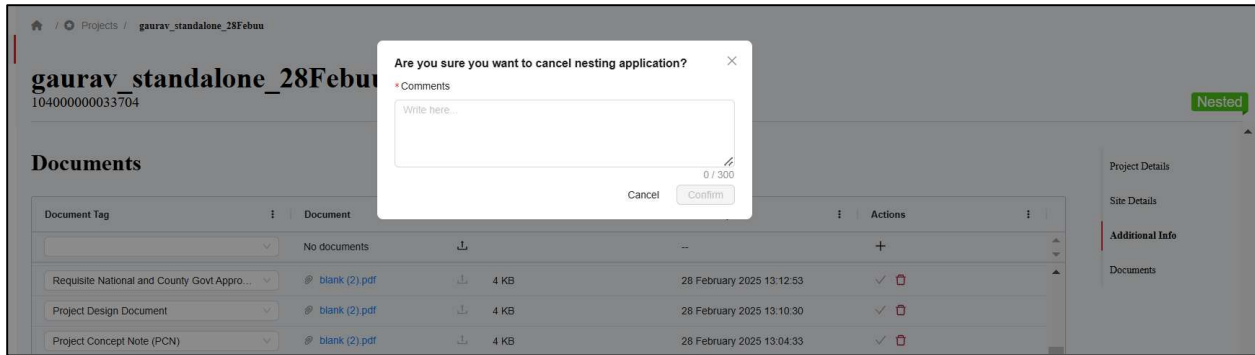 / Projects / gaurav_standalone_28Febuu
gaurav_standalone_28Febuu
104000000033704
Nested
Are you sure you want to cancel nesting application?
* Comments
Write here...
0 / 300
Cancel Confirm
Documents
Document Tag Document Actions
No documents --
Requisite National and County Govt Appro... blank (2).pdf 4 KB 28 February 2025 13:12:53
Project Design Document blank (2).pdf 4 KB 28 February 2025 13:10:30
Project Concept Note (PCN) blank (2).pdf 4 KB 28 February 2025 13:04:33
Project Details
Site Details
Additional Info
Documents